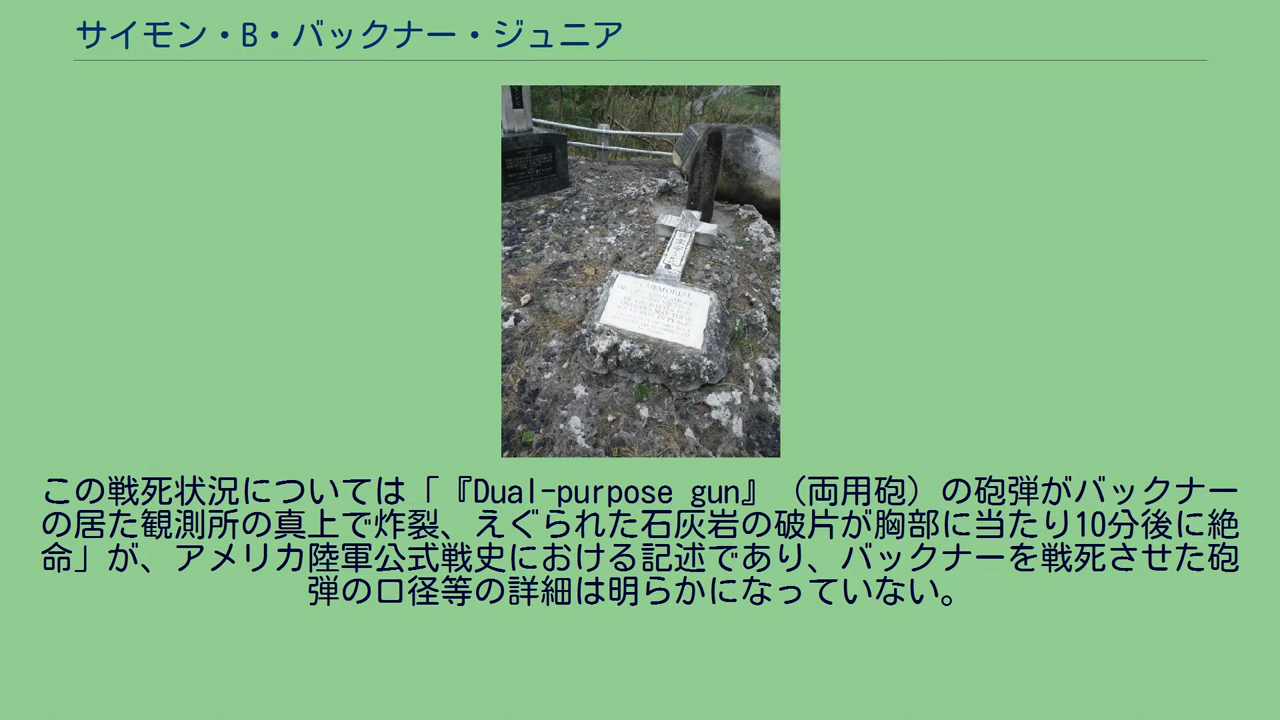 サイモン・B・バックナー・ジュニア
MEMORIAL
この戦死状況については「『Dual-purpose gun』（両用砲）の砲弾がバックナー
の居た観測所の真上で炸裂、えぐられた石灰岩の破片が胸部に当たり10分後に絶
命」が、アメリカ陸軍公式戦史における記述であり、バックナーを戦死させた砲
弾の口径等の詳細は明らかになっていない。